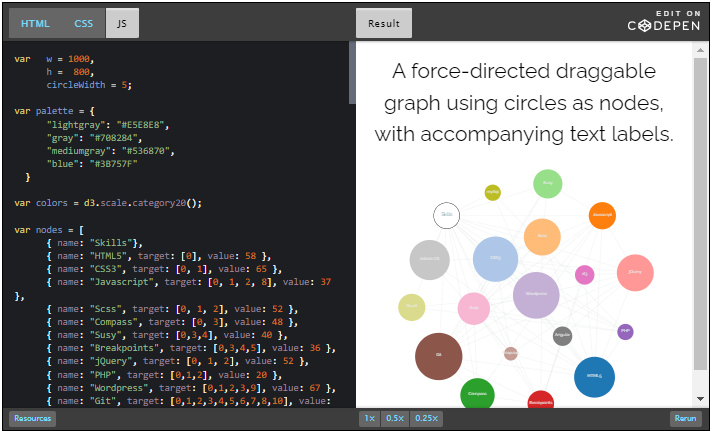 HTML CSS JS
Result
EDIT ON
CODEPEN
var w = 1000,
h = 800,
circleWidth = 5;
var palette = {
"lightgray": "#E5E8E8",
"gray": "#708284",
"mediumgray": "#536870",
"blue": "#3B757F"
}
var colors = d3.scale.category20();
var nodes = [
{ name: "Skills"},
{ name: "HTML5", target: [0], value: 58 },
{ name: "CSS3", target: [0, 1], value: 65 },
{ name: "Javascript", target: [0, 1, 2, 8], value: 37
},
{ name: "Scss", target: [0, 1, 2], value: 52 },
{ name: "Compass", target: [0, 3], value: 48 },
{ name: "Susy", target: [0,3,4], value: 40 },
{ name: "Breakpoints", target: [0,3,4,5], value: 36 },
{ name: "jQuery", target: [0, 1, 2], value: 52 },
{ name: "PHP", target: [0,1,2], value: 20 },
{ name: "Wordpress", target: [0,1,2,3,9], value: 67 },
{ name: "Git", target: [0,1,2,3,4,5,6,7,8,10], value:
A force-directed draggable
graph using circles as nodes,
with accompanying text labels.
Susy
Skills
Javascript
jQuery
Wordpress
PHP
Git
HTML5
Compass
Breakpoints
Resources
1×
0.5×
0.25×
Rerun